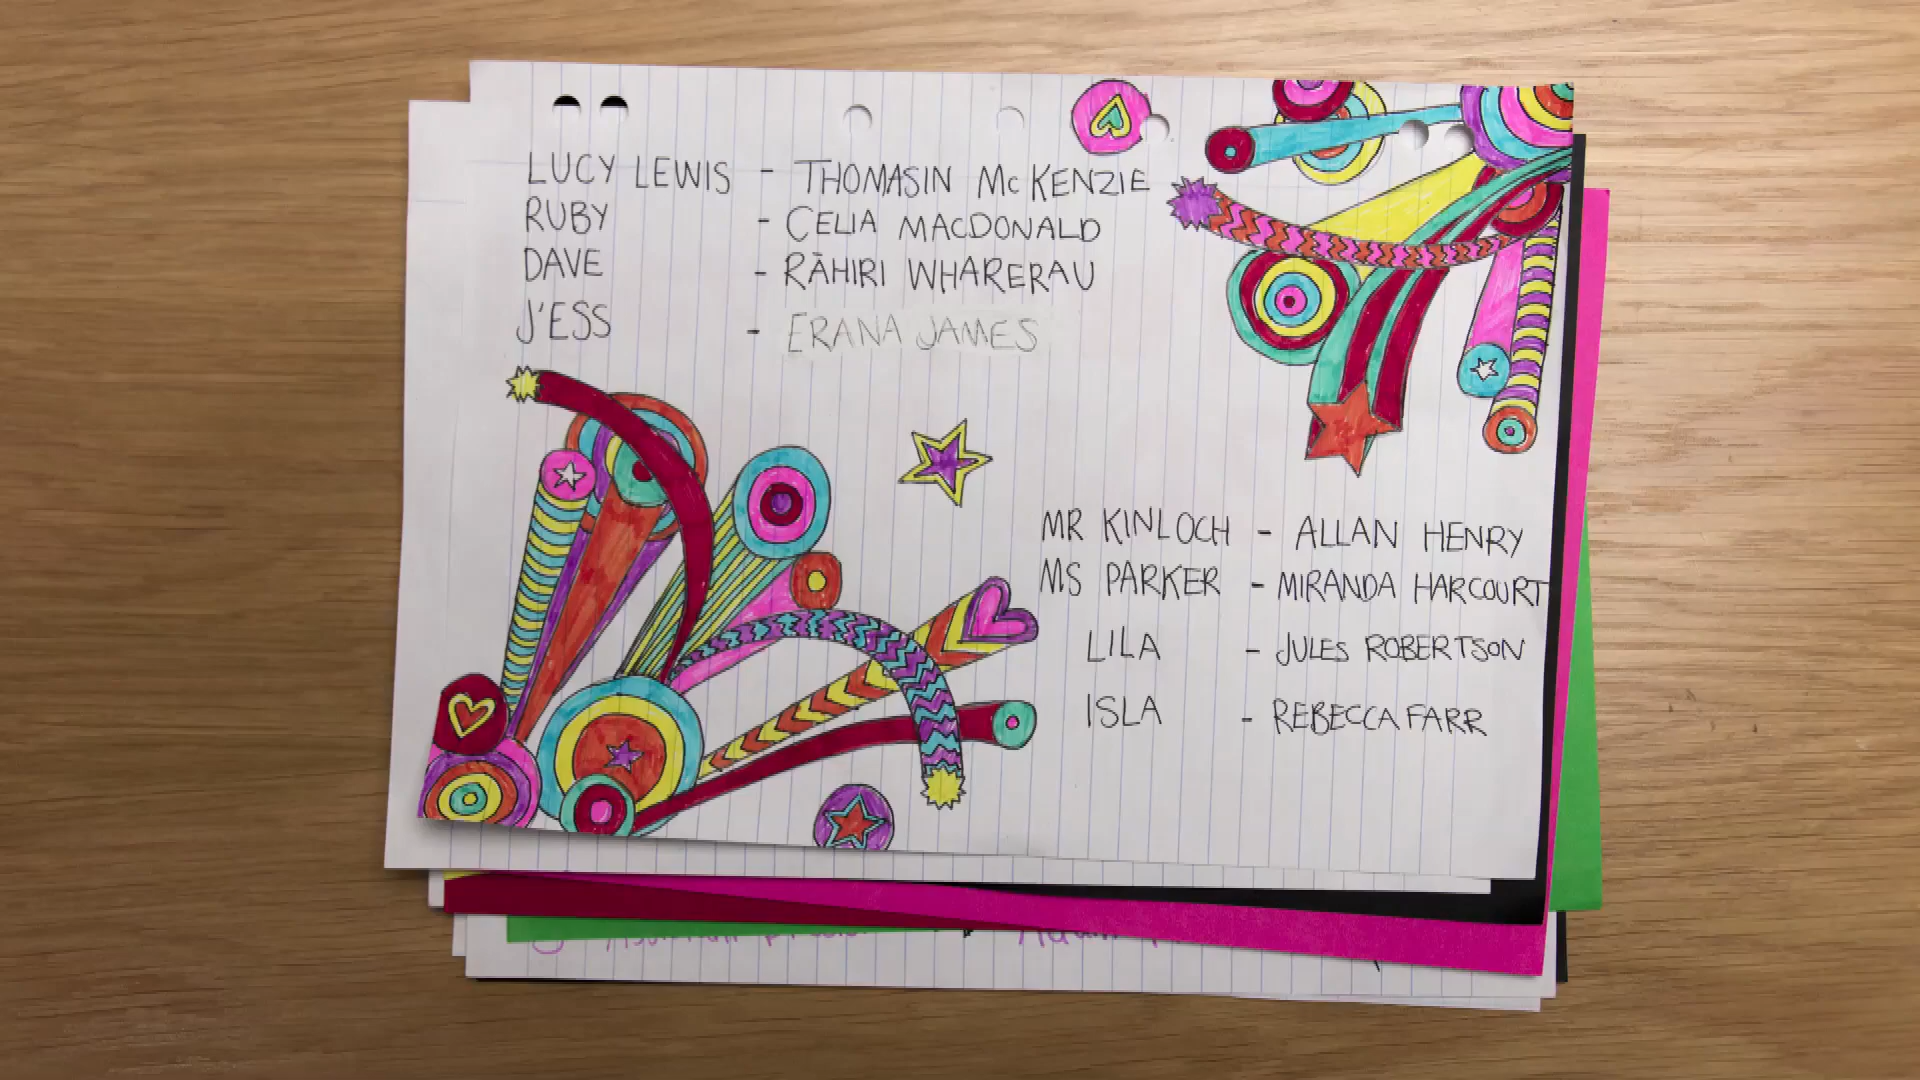 LUCY LEWIS - THOMASIN McKENZIE
RUBY - CELIA MACDONALD
DAVE - RĀHIRI WHARERAU
J'ESS - ERANA JAMES
MR KINLOCH - ALLAN HENRY
MS PARKER - MIRANDA HARCOURT
LILA - JULES ROBERTSON
ISLA - REBECCA FARR